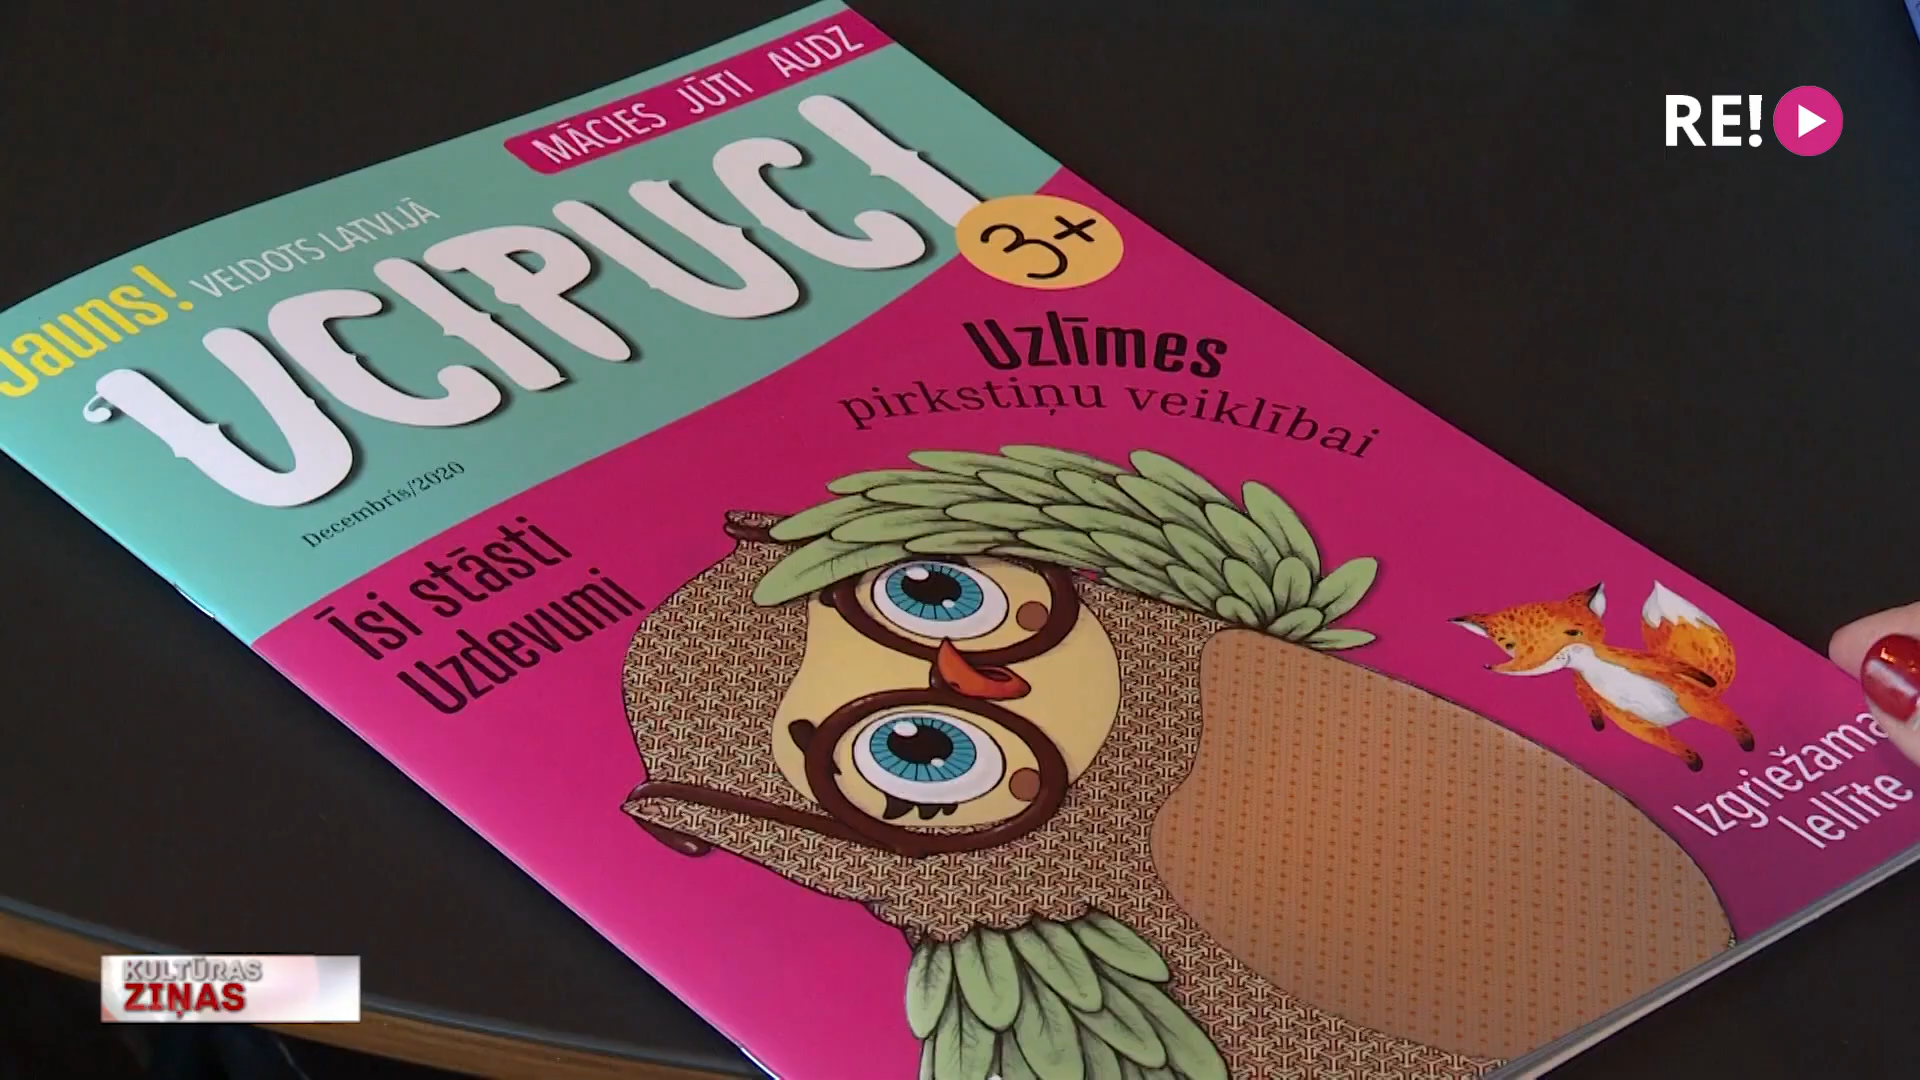 MĀCIES JŪTI AUDZ
Jauns! VEIDOTS LATVIJĀ
UCIPUCI
3+
Decembris/2020
Uzlīmes
pirkstiņu veiklībai
Īsi stāsti
Uzdevumi
Izgriežama
lellīte
RE!
KULTŪRAS
ZIŅAS